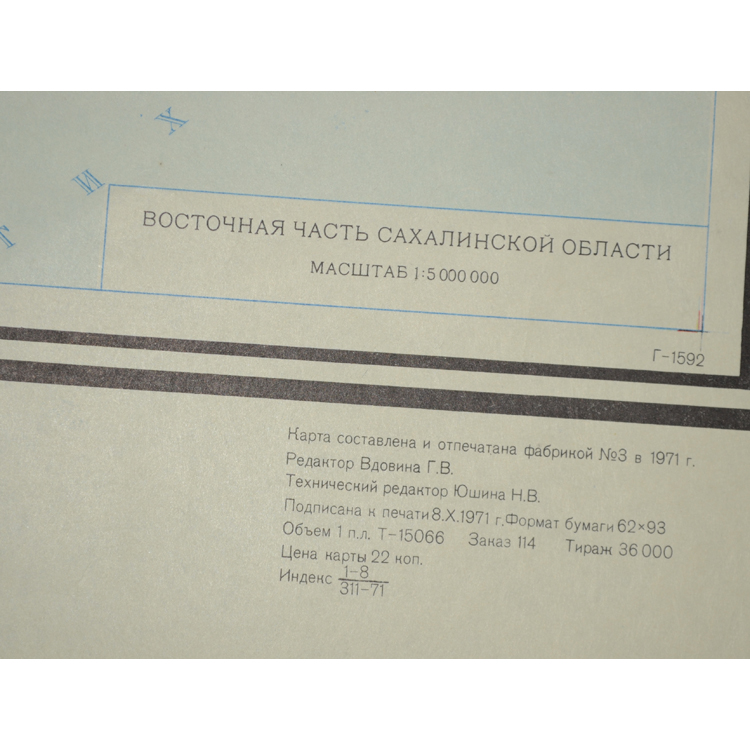 Х
И
Т
ВОСТОЧНАЯ ЧАСТЬ САХАЛИНСКОЙ ОБЛАСТИ
МАСШТАБ 1:5 000 000
Г-1592
Карта составлена и отпечатана фабрикой №3 в 1971 г.
Редактор Вдовина Г.В.
Технический редактор Юшина Н.В.
Подписана к печати 8.X.1971 г. Формат бумаги 62×93
Объем 1 п.л. Т-15066 Заказ 114 Тираж 36 000
Цена карты 22 коп.
Индекс 1-8
311-71